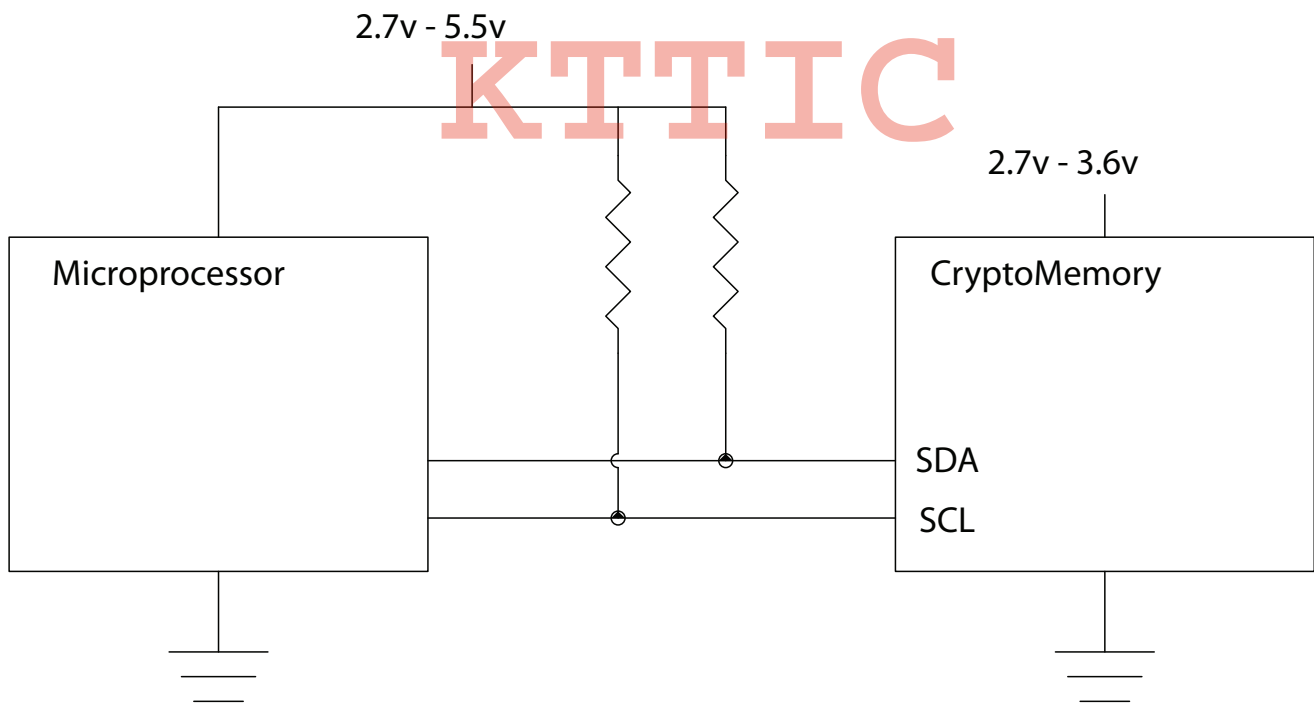 2.7v - 5.5v
KTTIC
2.7v - 3.6v
Microprocessor
CryptoMemory
SDA
SCL